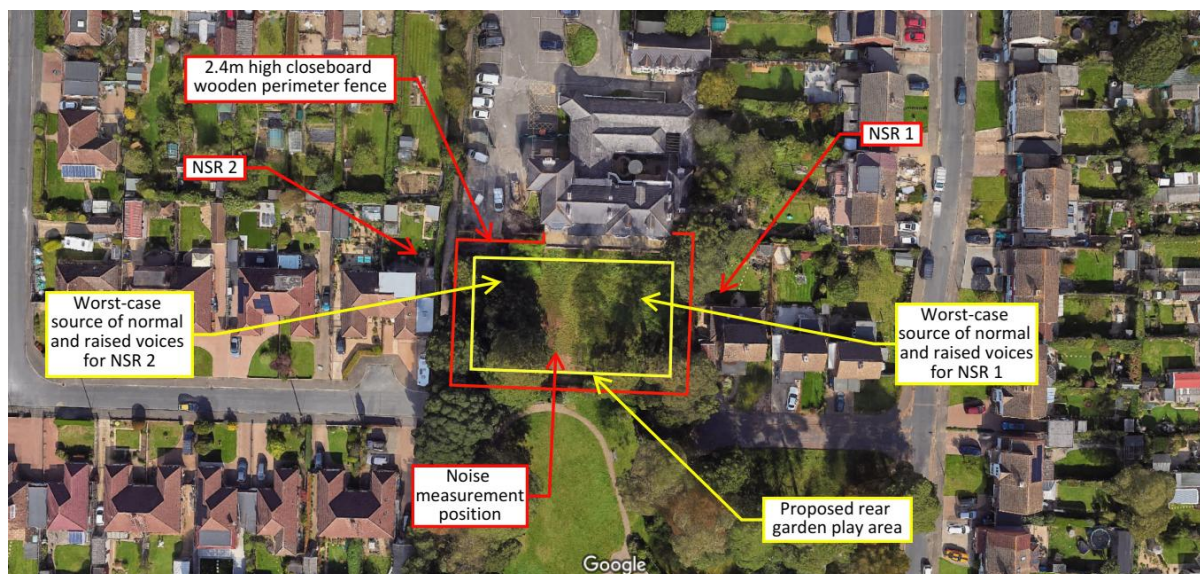 2.4m high closeboard
wooden perimeter fence
NSR 2
NSR 1
Worst-case
source of normal
and raised voices
for NSR 2
Worst-case
source of normal
and raised voices
for NSR 1
Noise
measurement
position
Proposed rear
garden play area
Google